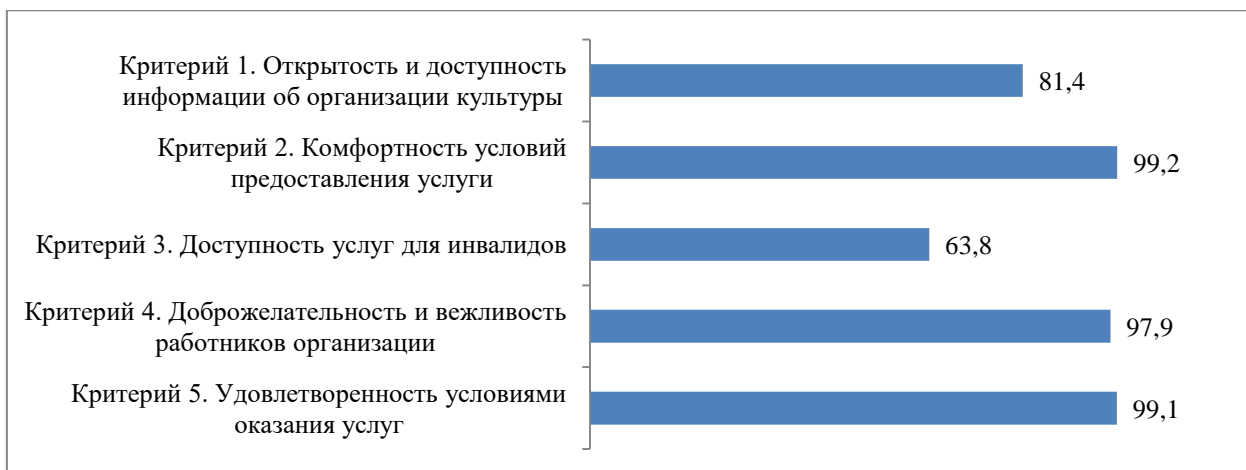 Критерий 1. Открытость и доступность
информации об организации культуры
81,4
Критерий 2. Комфортность условий
предоставления услуги
99,2
Критерий 3. Доступность услуг для инвалидов
63,8
Критерий 4. Доброжелательность и вежливость
работников организации
97,9
Критерий 5. Удовлетворенность условиями
оказания услуг
99,1